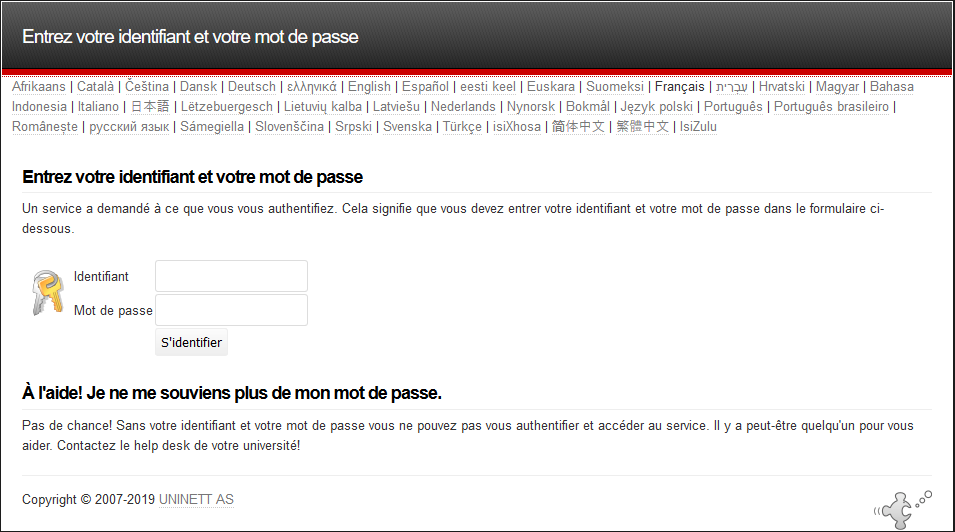 Entrez votre identifiant et votre mot de passe
Afrikaans | Català | Čeština | Dansk | Deutsch | ελληνικά | English | Español | eesti keel | Euskara | Suomeksi | Français | עִבְרִית | Hrvatski | Magyar | Bahasa
Indonesia | Italiano | 日本語 | Lëtzebuergesch | Lietuvių kalba | Latviešu | Nederlands | Nynorsk | Bokmål | Język polski | Português | Português brasileiro |
Românește | русский язык | Sámegiella | Slovenščina | Srpski | Svenska | Türkçe | isiXhosa | 简体中文 | 繁體中文 | IsiZulu
Entrez votre identifiant et votre mot de passe
Un service a demandé à ce que vous vous authentifiez. Cela signifie que vous devez entrer votre identifiant et votre mot de passe dans le formulaire ci-
dessous.
Identifiant
Mot de passe
S'identifier
À l'aide! Je ne me souviens plus de mon mot de passe.
Pas de chance! Sans votre identifiant et votre mot de passe vous ne pouvez pas vous authentifier et accéder au service. Il y a peut-être quelqu'un pour vous
aider. Contactez le help desk de votre université!
Copyright © 2007-2019 UNINETT AS